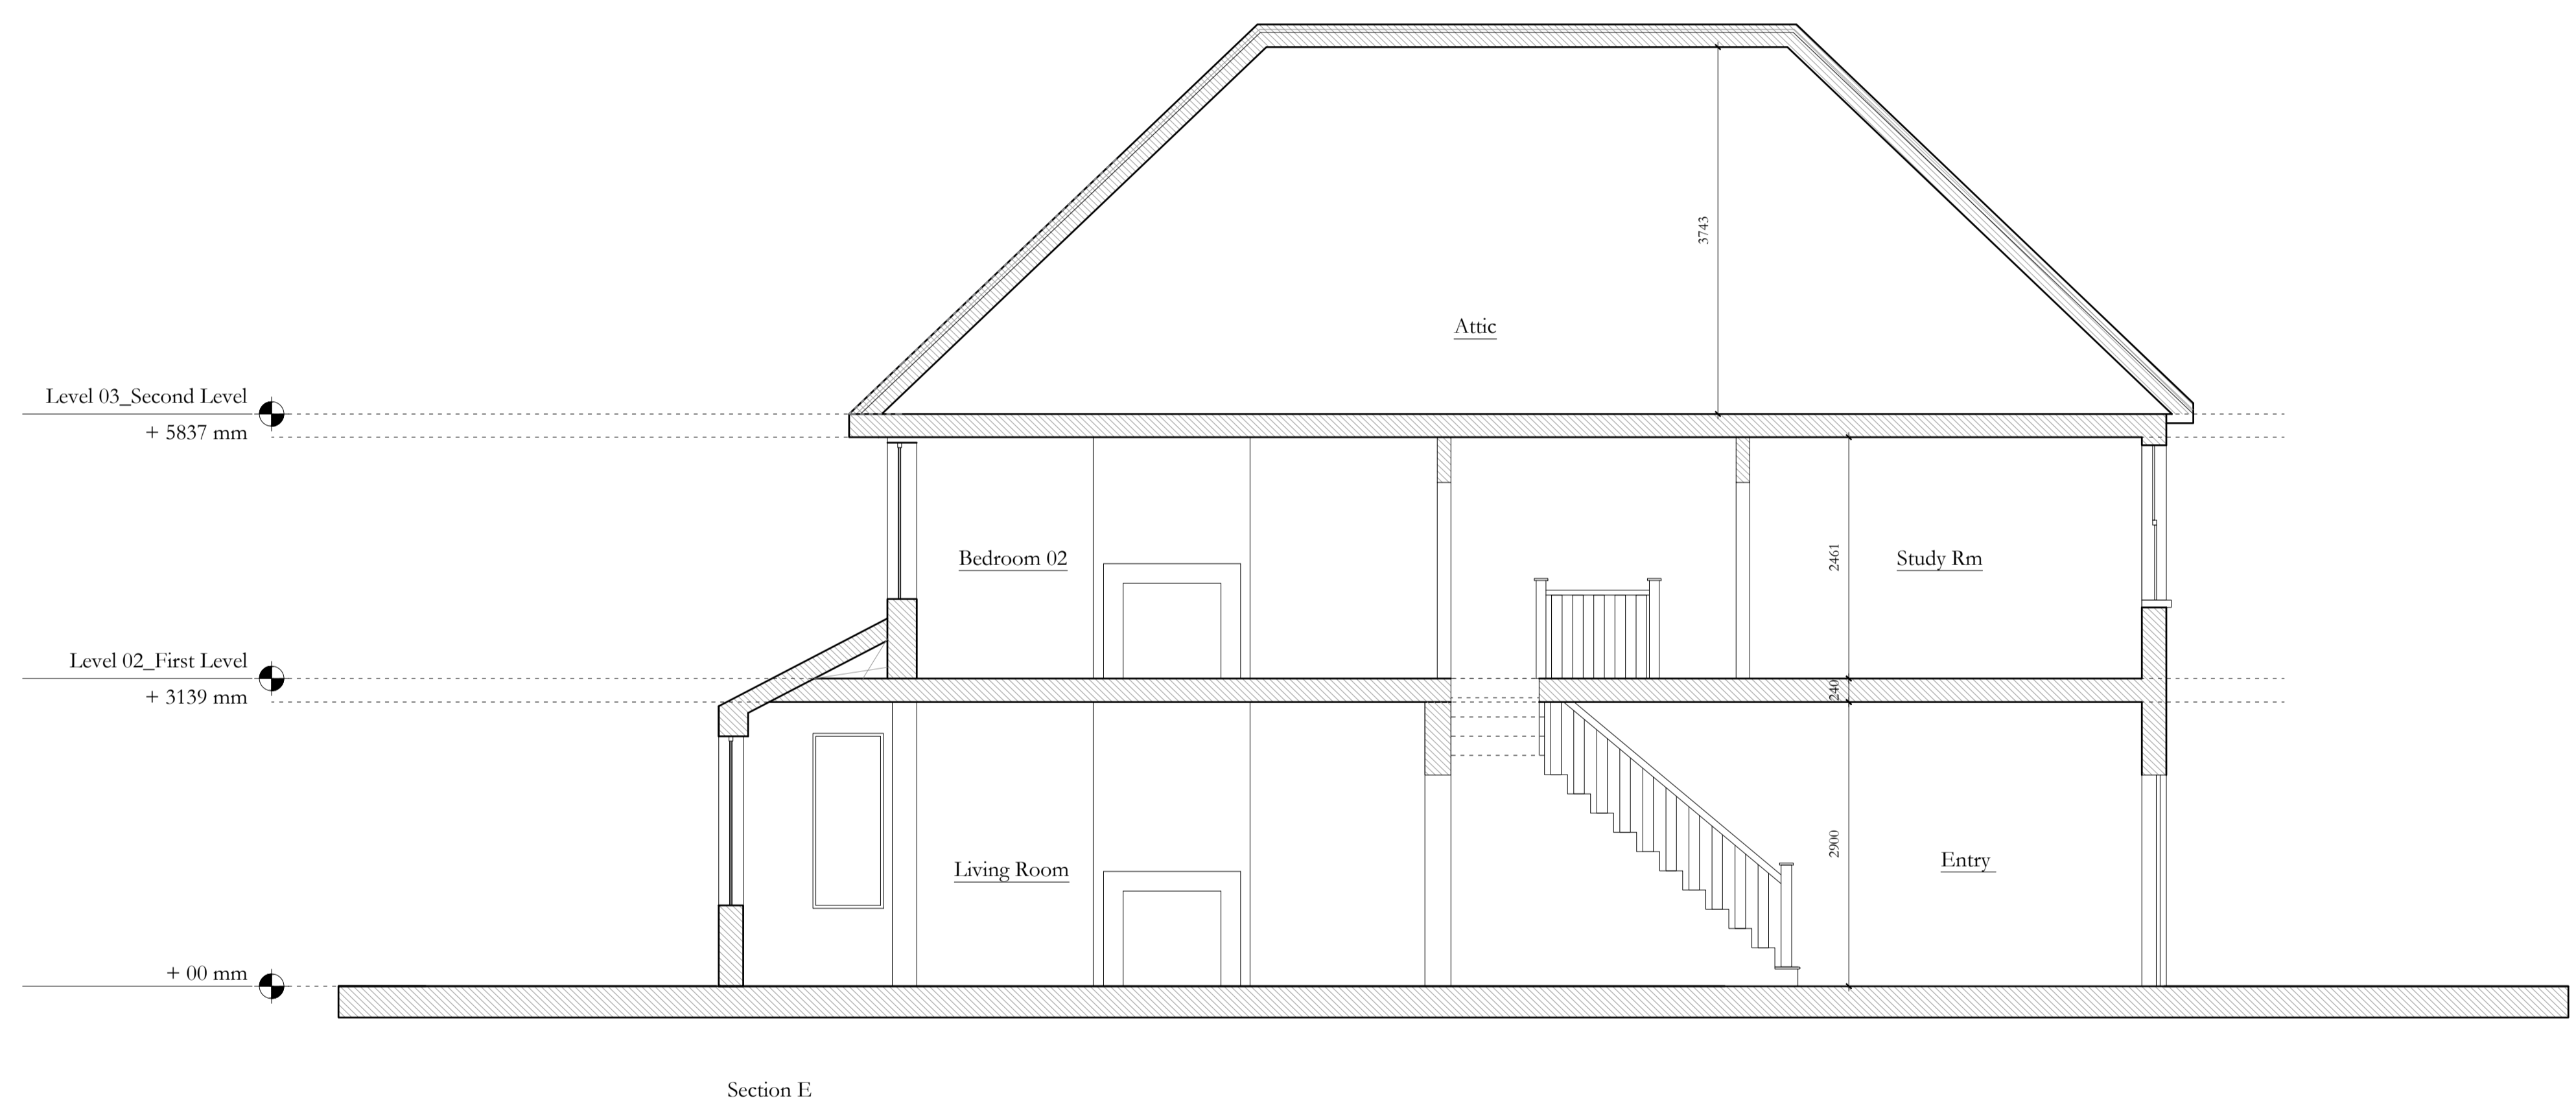 3743
Attic
Level 03_Second Level
+ 5837 mm
Bedroom 02
2461
Study Rm
Level 02_First Level
+ 3139 mm
240
Living Room
2900
Entry
+ 00 mm
Section E